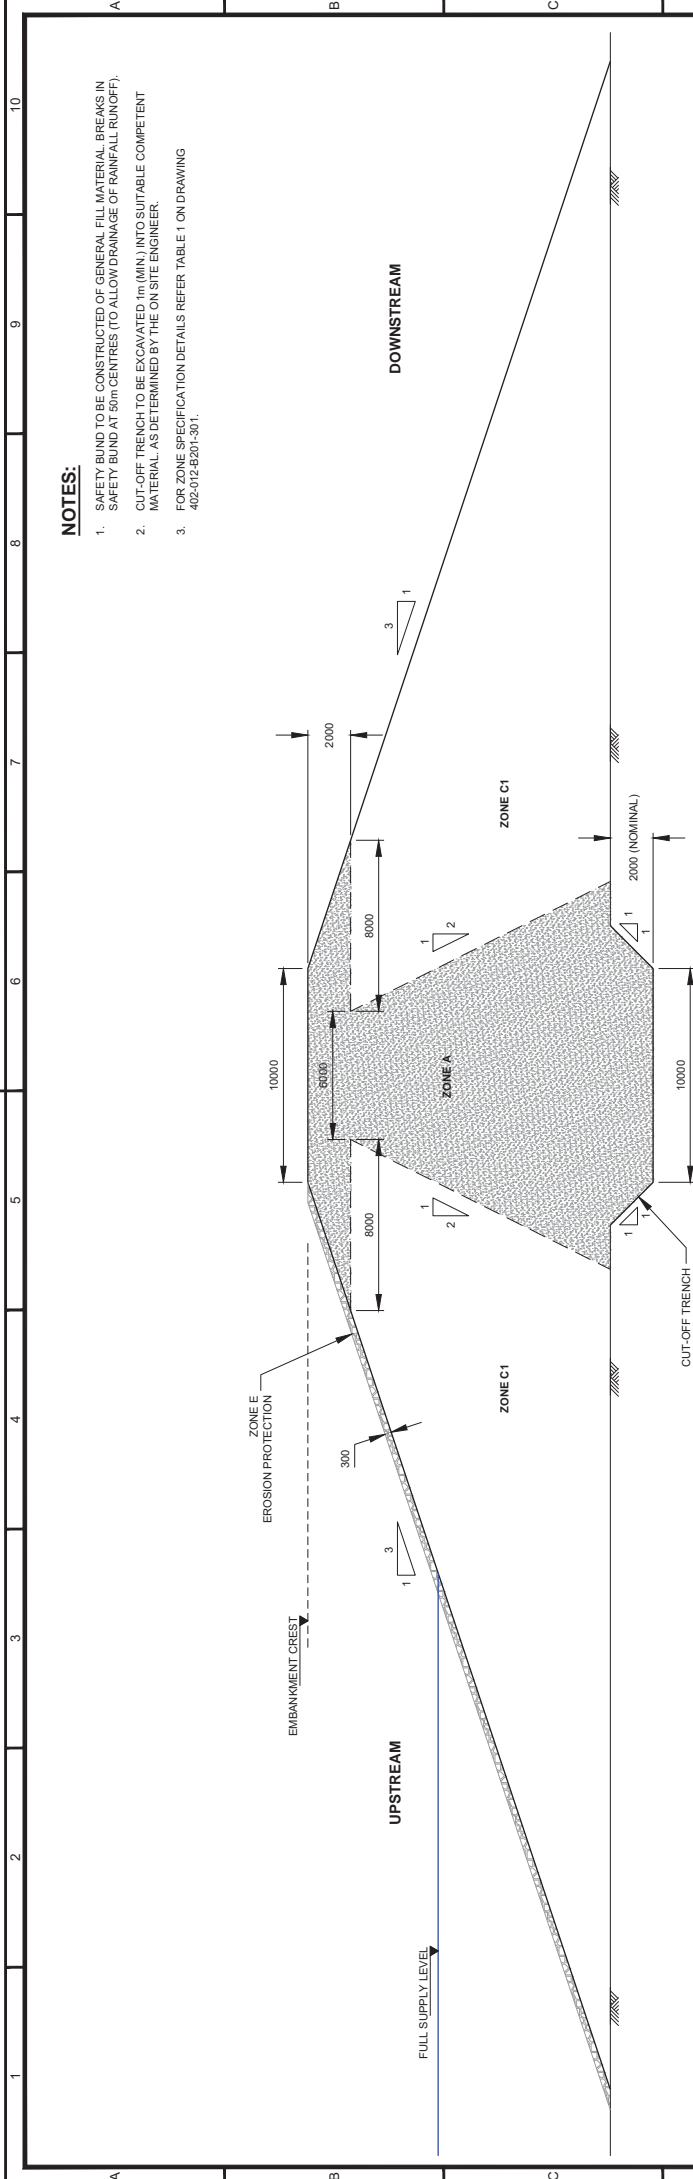 1
2
3
4
5
6
7
8
9
10
A
B
C
A
B
C
NOTES:
1. SAFETY BUND TO BE CONSTRUCTED OF GENERAL FILL MATERIAL. BREAKS IN
SAFETY BUND AT 50m CENTRES (TO ALLOW DRAINAGE OF RAINFALL RUNOFF).
2. CUT-OFF TRENCH TO BE EXCAVATED 1m (MIN.) INTO SUITABLE COMPETENT
MATERIAL. AS DETERMINED BY THE ON SITE ENGINEER.
3. FOR ZONE SPECIFICATION DETAILS REFER TABLE 1 ON DRAWING
402-012-B201-301.
EMBANKMENT CREST
ZONE E
EROSION PROTECTION
10000
2000
6000
8000
8000
UPSTREAM
DOWNSTREAM
300
3
1
3
1
FULL SUPPLY LEVEL
1
2
ZONE A
1
2
ZONE C1
ZONE C1
1
1
1
1
2000 (NOMINAL)
10000
CUT-OFF TRENCH